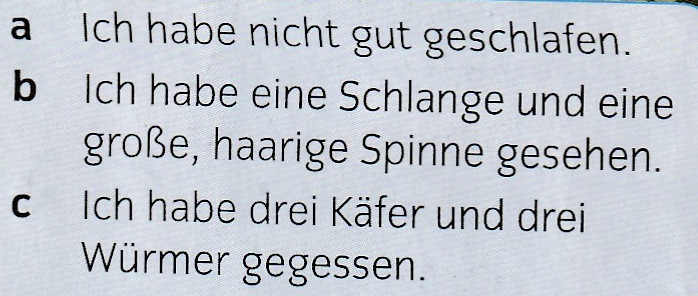 a Ich habe nicht gut geschlafen.
b Ich habe eine Schlange und eine
große, haarige Spinne gesehen.
c Ich habe drei Käfer und drei
Würmer gegessen.